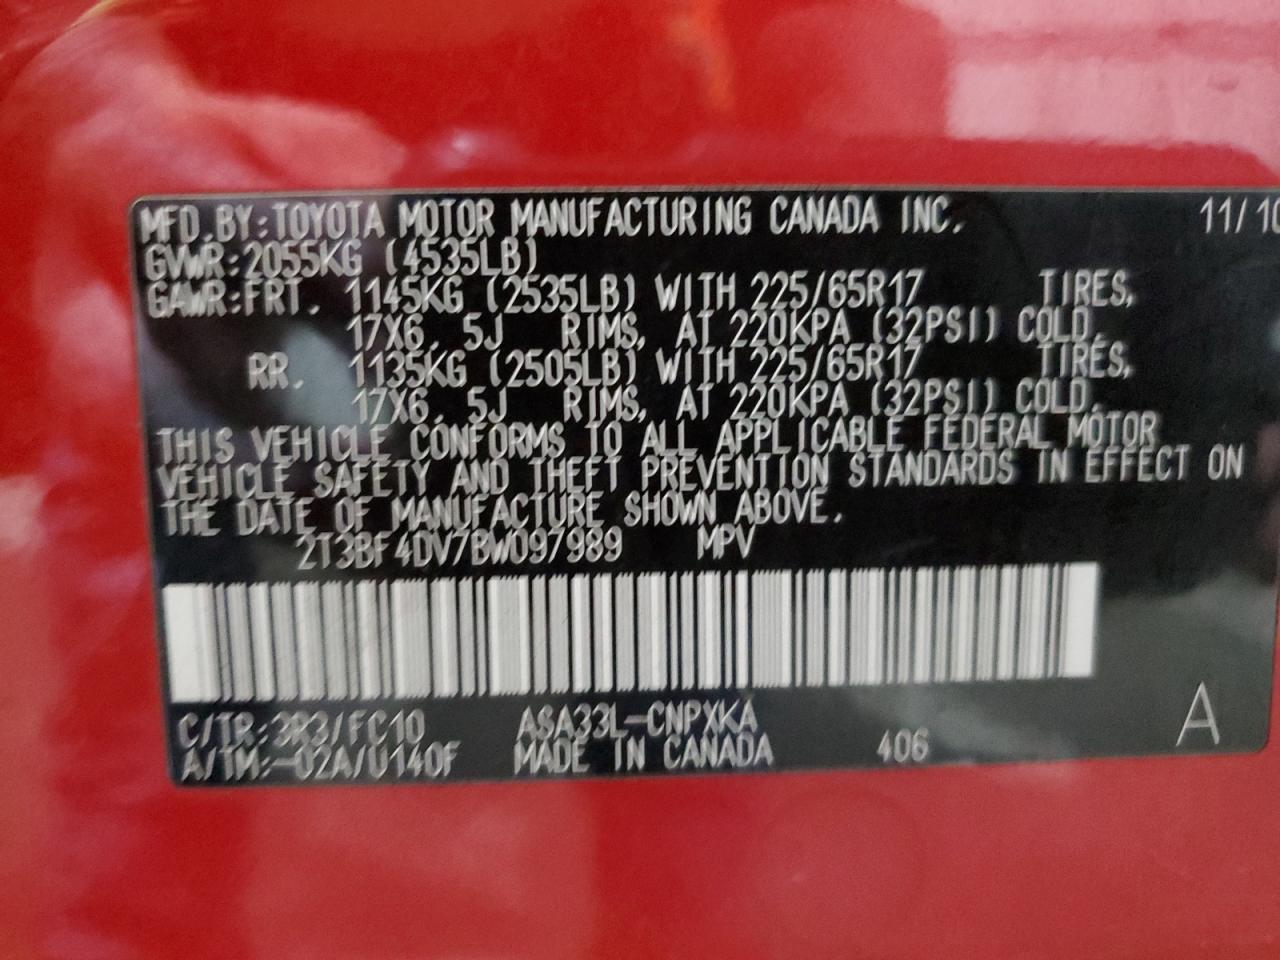 MFD.BY:TOYOTA MOTOR MANUFACTURING CANADA INC. 11/10
GVWR:2055KG (4535LB)
GAWR:FRT. 1145KG (2535LB) WITH 225/65R17 TIRES,
17X6.5J RIMS, AT 220KPA (32PSI) COLD.
RR. 1135KG (2505LB) WITH 225/65R17 TIRES,
17X6.5J RIMS, AT 220KPA (32PSI) COLD.
THIS VEHICLE CONFORMS TO ALL APPLICABLE FEDERAL MOTOR
VEHICLE SAFETY AND THEFT PREVENTION STANDARDS IN EFFECT ON
THE DATE OF MANUFACTURE SHOWN ABOVE.
2T3BF4DV7BW097989 MPV
C/TR:3R3/FC10 ASA33L-CNPXKA
A/TM:-02A/U140F MADE IN CANADA 406 A